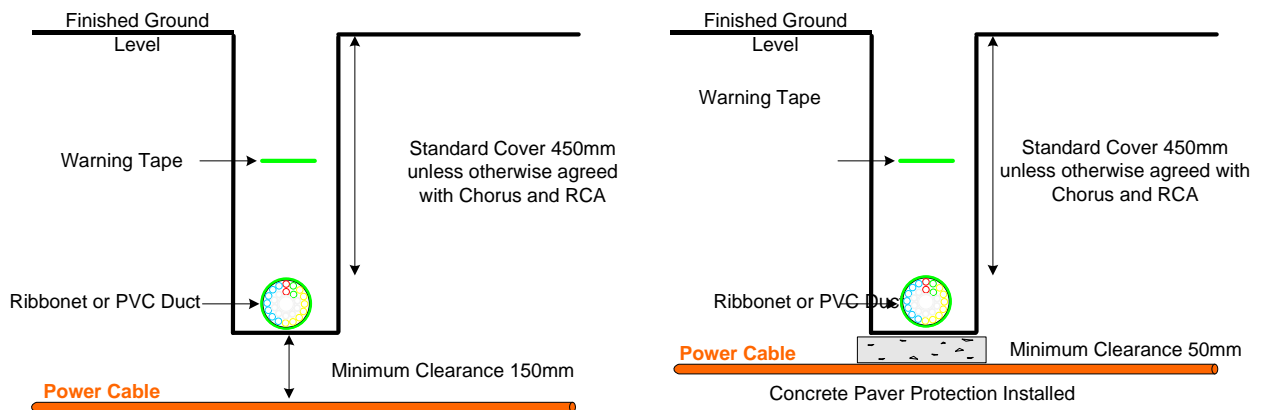 Finished Ground
Level
Warning Tape
Standard Cover 450mm
unless otherwise agreed
with Chorus and RCA
Ribbonet or PVC Duct
Minimum Clearance 150mm
Power Cable
Finished Ground
Level
Warning Tape
Standard Cover 450mm
unless otherwise agreed with
Chorus and RCA
Ribbonet or PVC Duct
Minimum Clearance 50mm
Power Cable
Concrete Paver Protection Installed